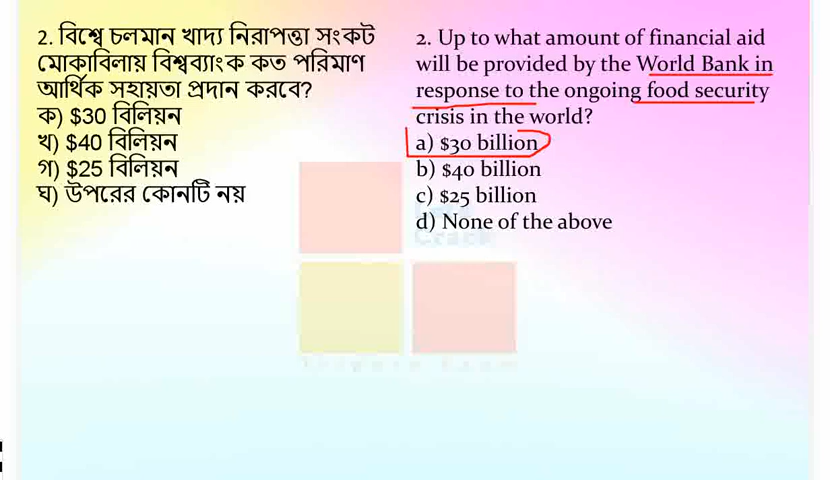 2. বিশ্বে চলমান খাদ্য নিরাপত্তা সংকট
মোকাবিলায় বিশ্বব্যাংক কত পরিমাণ
আর্থিক সহায়তা প্রদান করবে?
ক) $30 বিলিয়ন
খ) $40 বিলিয়ন
গ) $25 বিলিয়ন
ঘ) উপরের কোনটি নয়
2. Up to what amount of financial aid
will be provided by the World Bank in
response to the ongoing food security
crisis in the world?
a) $30 billion
b) $40 billion
c) $25 billion
d) None of the above